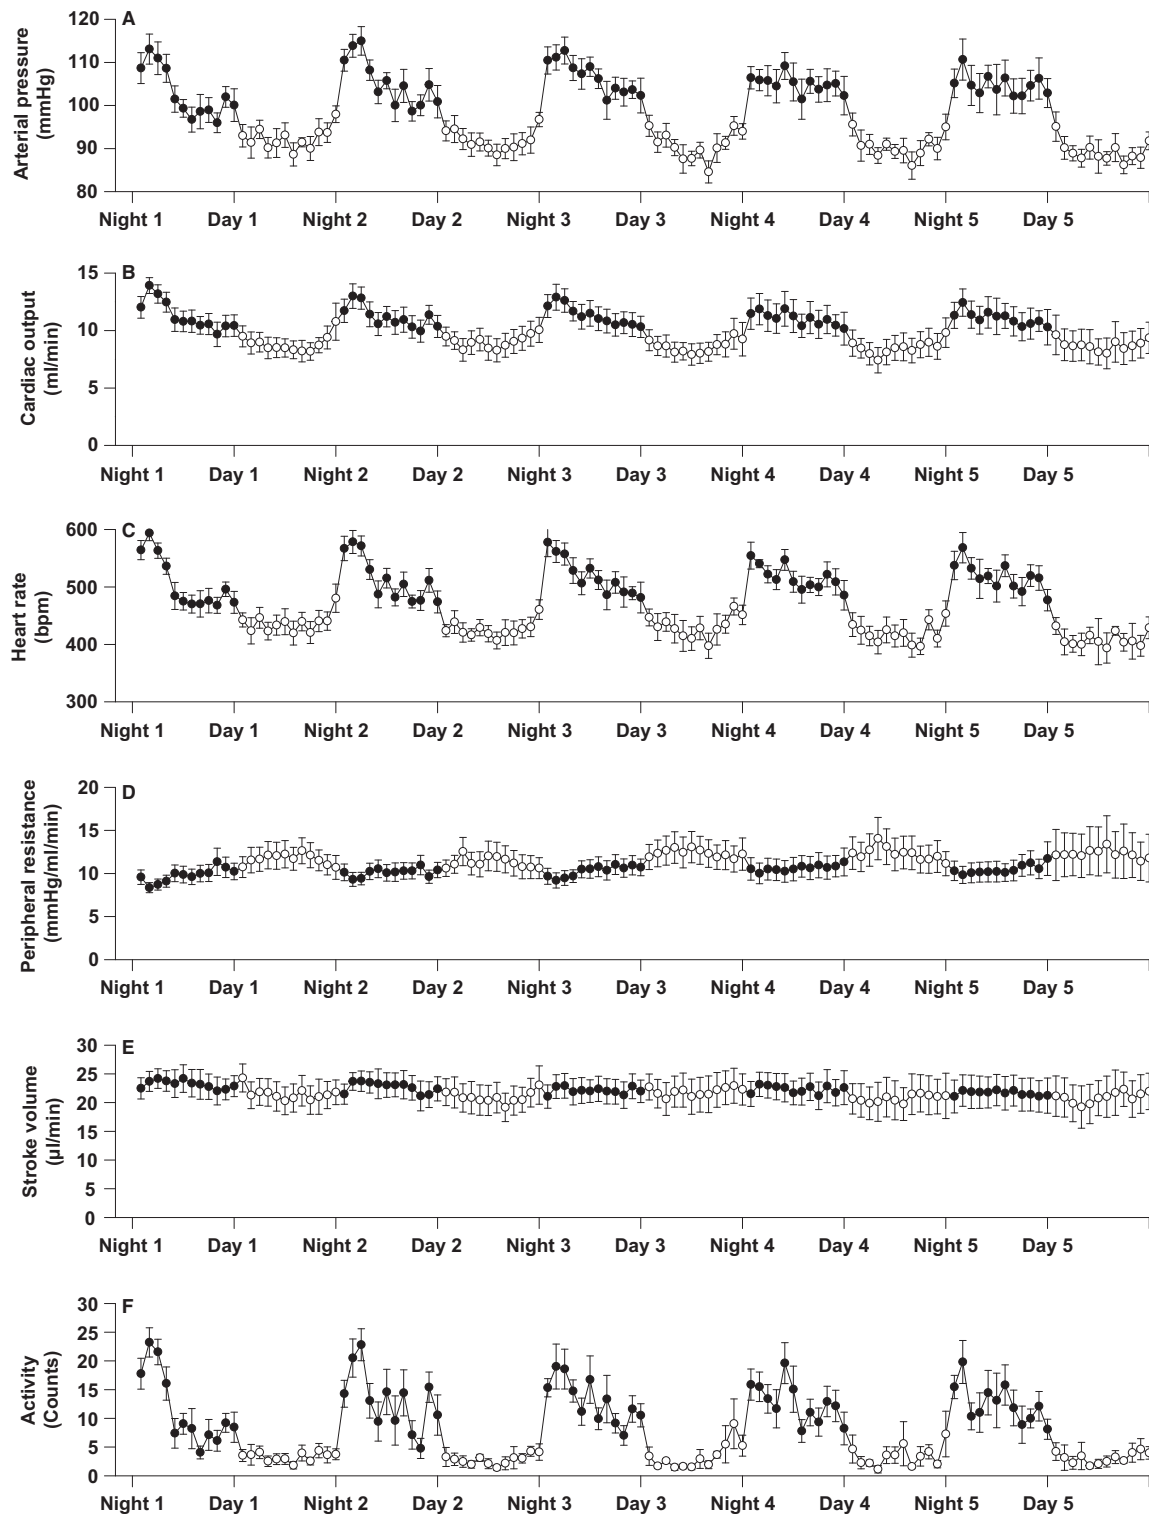 A
Arterial pressure
(mmHg)
120
110
100
90
80
Night 1 Day 1 Night 2 Day 2 Night 3 Day 3 Night 4 Day 4 Night 5 Day 5
B
Cardiac output
(ml/min)
15
10
5
0
Night 1 Day 1 Night 2 Day 2 Night 3 Day 3 Night 4 Day 4 Night 5 Day 5
C
Heart rate
(bpm)
600
500
400
300
Night 1 Day 1 Night 2 Day 2 Night 3 Day 3 Night 4 Day 4 Night 5 Day 5
D
Peripheral resistance
(mmHg/ml/min)
20
15
10
5
0
Night 1 Day 1 Night 2 Day 2 Night 3 Day 3 Night 4 Day 4 Night 5 Day 5
E
Stroke volume
(µl/min)
30
25
20
15
10
5
0
Night 1 Day 1 Night 2 Day 2 Night 3 Day 3 Night 4 Day 4 Night 5 Day 5
F
Activity
(Counts)
30
25
20
15
10
5
0
Night 1 Day 1 Night 2 Day 2 Night 3 Day 3 Night 4 Day 4 Night 5 Day 5